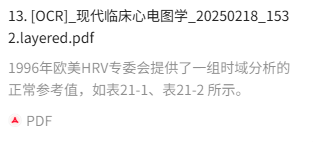 13. [OCR]_现代临床心电图学_20250218_153
2.layered.pdf
1996年欧美HRV专委会提供了一组时域分析的
正常参考值，如表21-1、表21-2 所示。
PDF